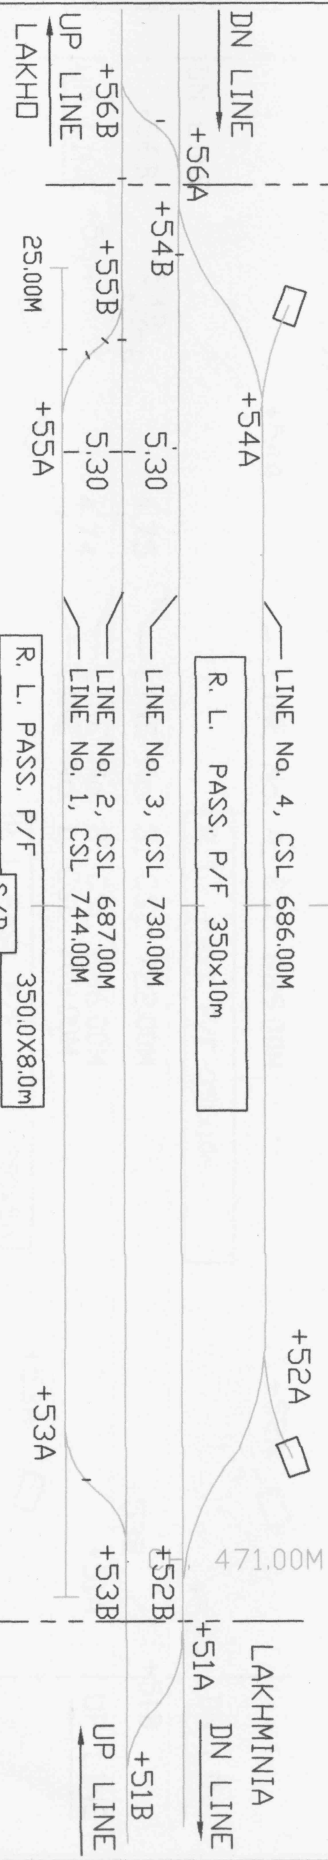 DN LINE
UP LINE
LAKHO
+56B
+56A
+54B
+55B
25.00M
+54A
+55A
5.30
5.30
LINE No. 4, CSL 686.00M
R. L. PASS. P/F 350x10m
LINE No. 3, CSL 730.00M
LINE No. 2, CSL 687.00M
LINE No. 1, CSL 744.00M
R. L. PASS. P/F 350.0X8.0m
+52A
+53A
471.00M
+52B
+53B
+51A
+51B
LAKHMINIA
DN LINE
UP LINE